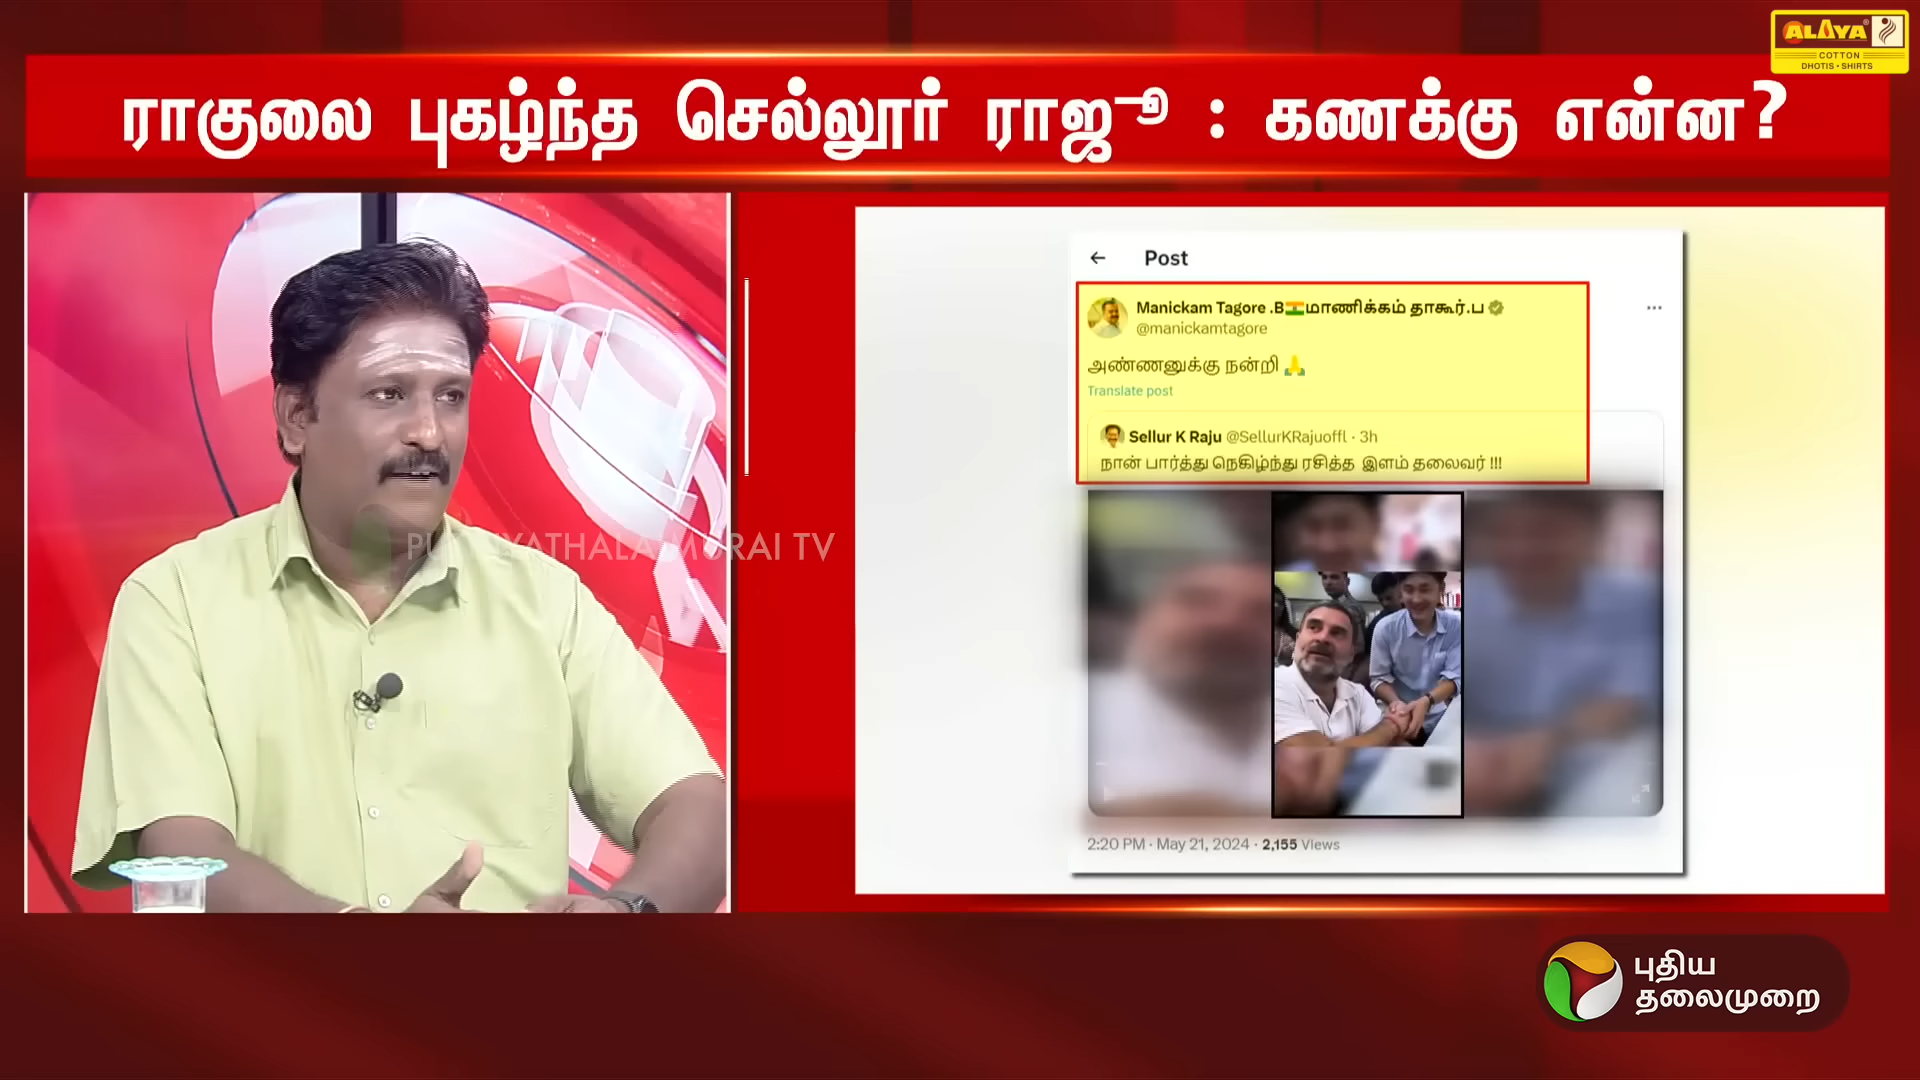 ALAYA
COTTON
DHOTIS • SHIRTS
ராகுலை புகழ்ந்த செல்லூர் ராஜூ : கணக்கு என்ன?
Post
Manickam Tagore .B🇮🇳மாணிக்கம் தாகூர்.ப
@manickamtagore
அண்ணனுக்கு நன்றி 🙏
Translate post
Sellur K Raju @SellurKRajuoffl · 3h
நான் பார்த்து நெகிழ்ந்து ரசித்த இளம் தலைவர் !!!
PUTHIYATHALAIMURAI TV
2:20 PM · May 21, 2024 · 2,155 Views
புதிய
தலைமுறை